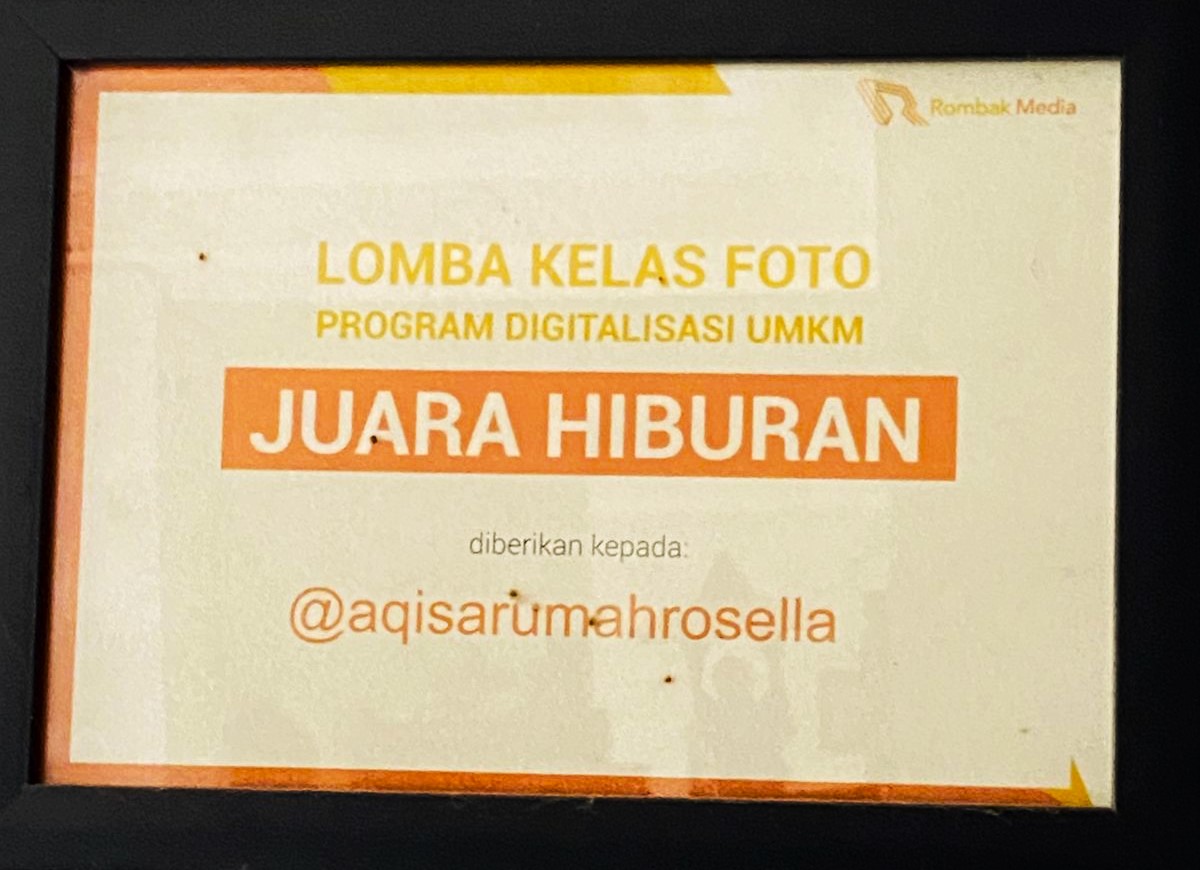 Rombak Media
LOMBA KELAS FOTO
PROGRAM DIGITALISASI UMKM
JUARA HIBURAN
diberikan kepada:
@aqisarumahrosella